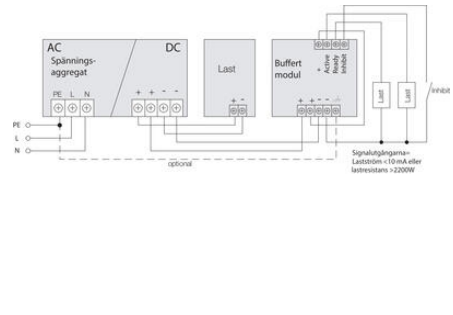 AC
DC
Spännings-
aggregat
PE L N
+ + - -
Last
+ -
Buffert
modul
+
Active
Ready
Inhibit
+ + - -
Last
Last
Inhibit
PE
L
N
optional
Signalutgångarna=
Lastström <10 mA eller
lastresistans >2200W